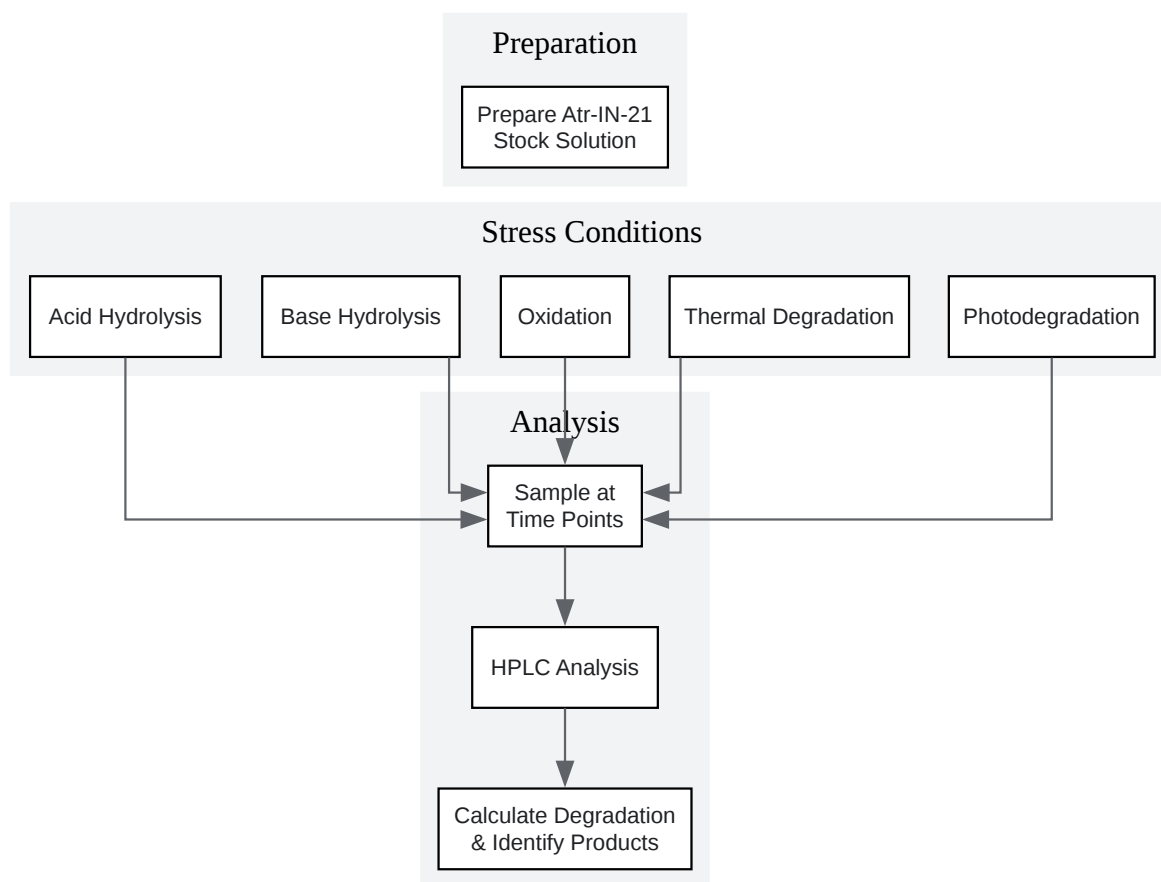 Preparation
Prepare Atr-IN-21
Stock Solution
Stress Conditions
Acid Hydrolysis
Base Hydrolysis
Oxidation
Thermal Degradation
Photodegradation
Analysis
Sample at
Time Points
HPLC Analysis
Calculate Degradation
& Identify Products